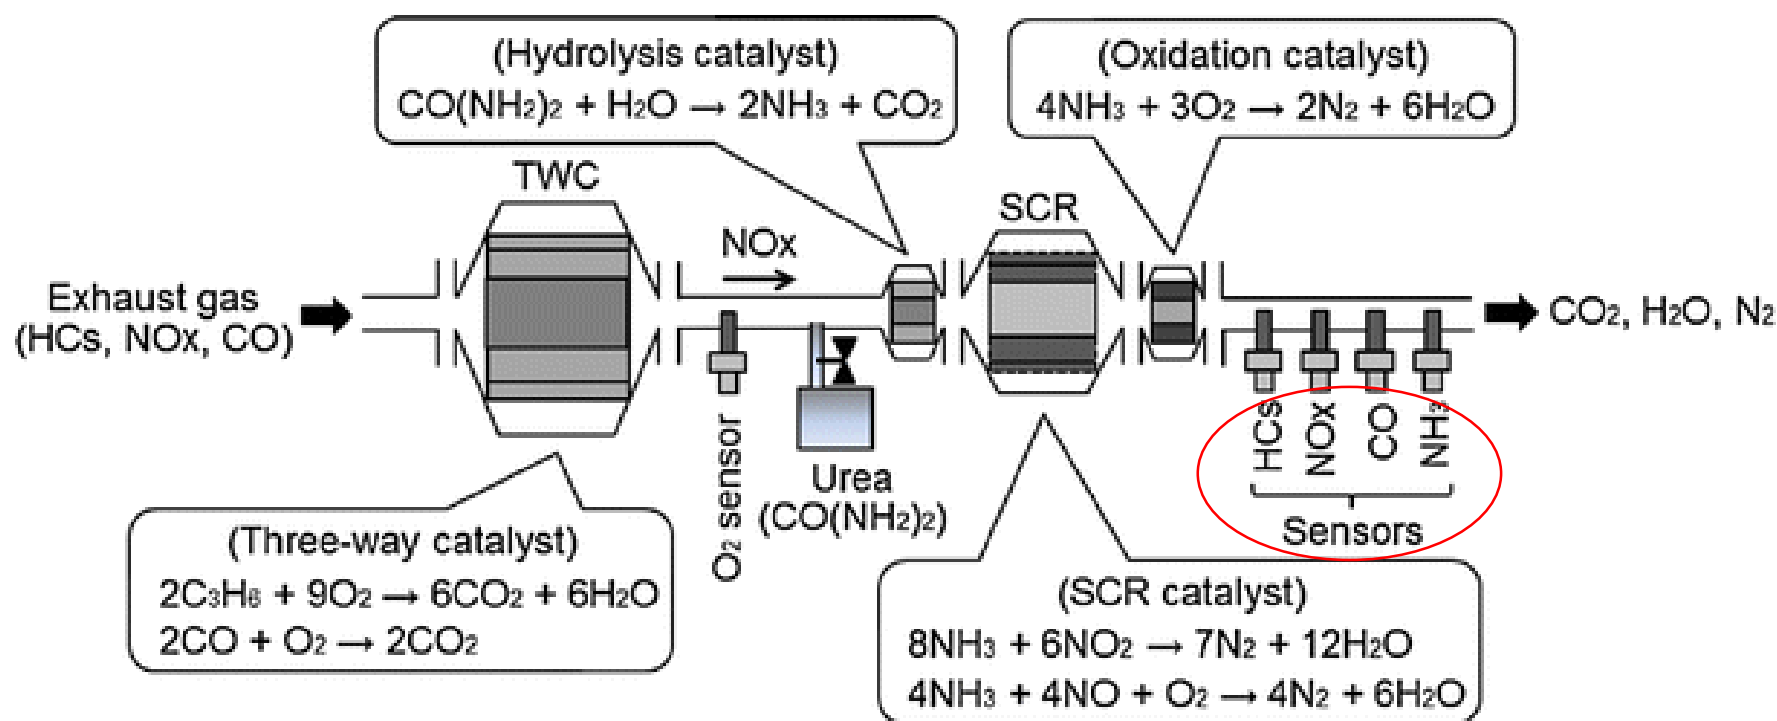 (Hydrolysis catalyst)
CO(NH₂)₂ + H₂O → 2NH₃ + CO₂
(Oxidation catalyst)
4NH₃ + 3O₂ → 2N₂ + 6H₂O
TWC
SCR
NOx
Exhaust gas
(HCs, NOx, CO)
CO₂, H₂O, N₂
O₂ sensor
Urea
(CO(NH₂)₂)
HCs
NOx
CO
NH₃
Sensors
(Three-way catalyst)
2C₃H₆ + 9O₂ → 6CO₂ + 6H₂O
2CO + O₂ → 2CO₂
(SCR catalyst)
8NH₃ + 6NO₂ → 7N₂ + 12H₂O
4NH₃ + 4NO + O₂ → 4N₂ + 6H₂O